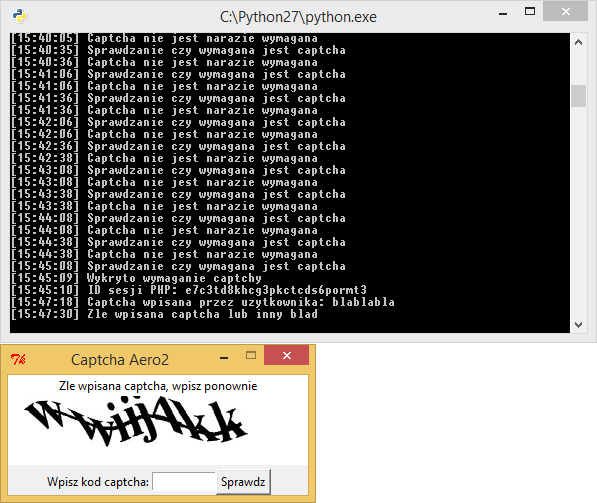 C:\Python27\python.exe
[15:40:05] Captcha nie jest narazie wymagana
[15:40:35] Sprawdzanie czy wymagana jest captcha
[15:40:36] Captcha nie jest narazie wymagana
[15:41:06] Sprawdzanie czy wymagana jest captcha
[15:41:06] Captcha nie jest narazie wymagana
[15:41:36] Sprawdzanie czy wymagana jest captcha
[15:41:36] Captcha nie jest narazie wymagana
[15:42:06] Sprawdzanie czy wymagana jest captcha
[15:42:06] Captcha nie jest narazie wymagana
[15:42:36] Sprawdzanie czy wymagana jest captcha
[15:42:38] Captcha nie jest narazie wymagana
[15:43:08] Sprawdzanie czy wymagana jest captcha
[15:43:08] Captcha nie jest narazie wymagana
[15:43:38] Sprawdzanie czy wymagana jest captcha
[15:43:38] Captcha nie jest narazie wymagana
[15:44:08] Sprawdzanie czy wymagana jest captcha
[15:44:08] Captcha nie jest narazie wymagana
[15:44:38] Sprawdzanie czy wymagana jest captcha
[15:44:38] Captcha nie jest narazie wymagana
[15:45:08] Sprawdzanie czy wymagana jest captcha
[15:45:09] Wykryto wymaganie captchy
[15:45:10] ID sesji PHP: e7c3td8khcg3pkctcds6pormt3
[15:47:18] Captcha wpisana przez uzytkownika: blablabla
[15:47:30] Zle wpisana captcha lub inny blad
Captcha Aero2
Zle wpisana captcha, wpisz ponownie
Wpisz kod captcha:
Sprawdz